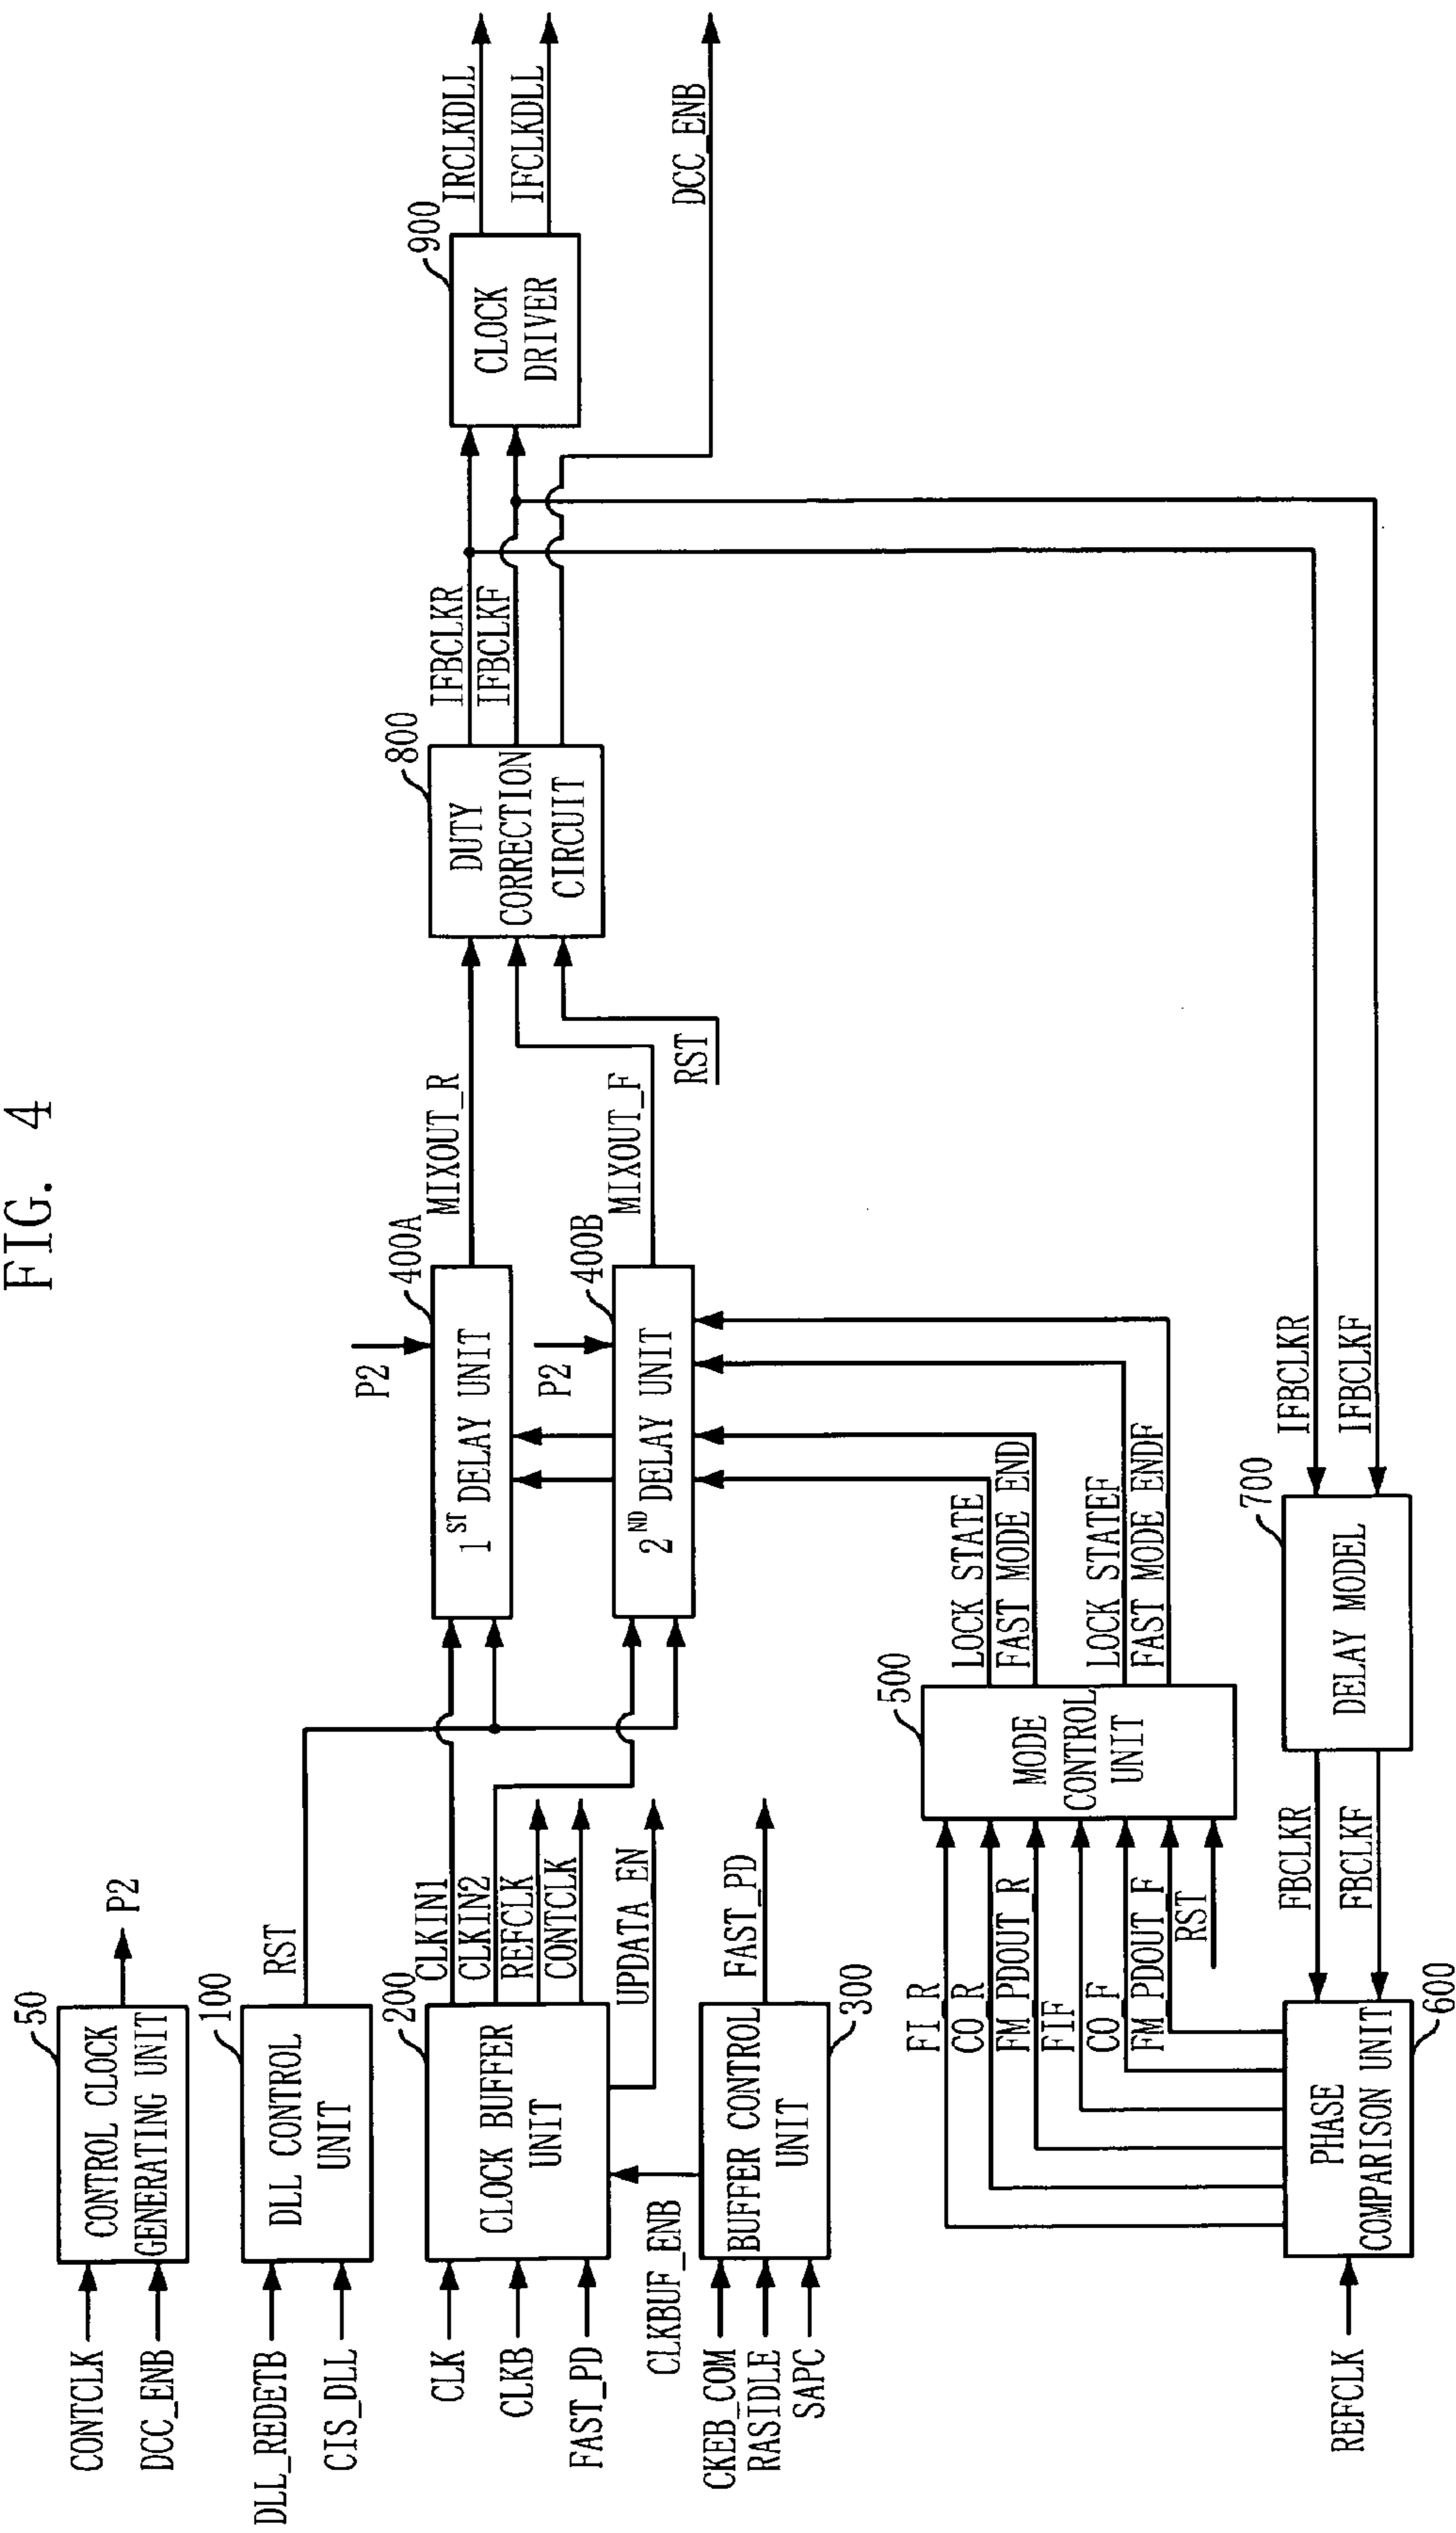 FIG. 4
CONTCLK
DCC_ENB
50
CONTROL CLOCK
GENERATING UNIT
P2
DLL_REDETB
CIS_DLL
100
DLL CONTROL
UNIT
RST
CLK
CLKB
FAST_PD
200
CLOCK BUFFER
UNIT
CLKIN1
CLKIN2
REFCLK
CONTCLK
UPDATA_EN
CLKBUF_ENB
CKEB_COM
RASIDLE
SAPC
BUFFER CONTROL
UNIT
300
FAST_PD
P2
400A
1ST DELAY UNIT
MIXOUT_R
P2
400B
2ND DELAY UNIT
MIXOUT_F
RST
800
DUTY
CORRECTION
CIRCUIT
IFBCLKR
IFBCLKF
900
CLOCK
DRIVER
IRCLKDLL
IFCLKDLL
DCC_ENB
FI_R
CO_R
FM_PDOUT_R
FIF
CO_F
FM_PDOUT_F
RST
500
MODE
CONTROL
UNIT
LOCK STATE
FAST MODE END
LOCK STATEF
FAST MODE ENDF
REFCLK
PHASE
COMPARISON UNIT
600
FBCLKR
FBCLKF
700
DELAY MODEL
IFBCLKR
IFBCLKF